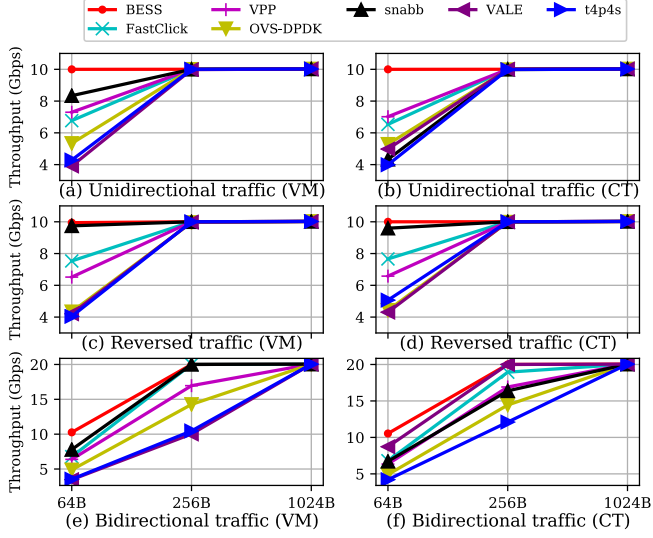 BESS VPP snabb VALE t4p4s
FastClick OVS-DPDK
Throughput (Gbps)
10
8
6
4
(a) Unidirectional traffic (VM)
10
8
6
4
(b) Unidirectional traffic (CT)
Throughput (Gbps)
10
8
6
4
(c) Reversed traffic (VM)
10
8
6
4
(d) Reversed traffic (CT)
Throughput (Gbps)
20
15
10
5
64B 256B 1024B
(e) Bidirectional traffic (VM)
20
15
10
5
64B 256B 1024B
(f) Bidirectional traffic (CT)